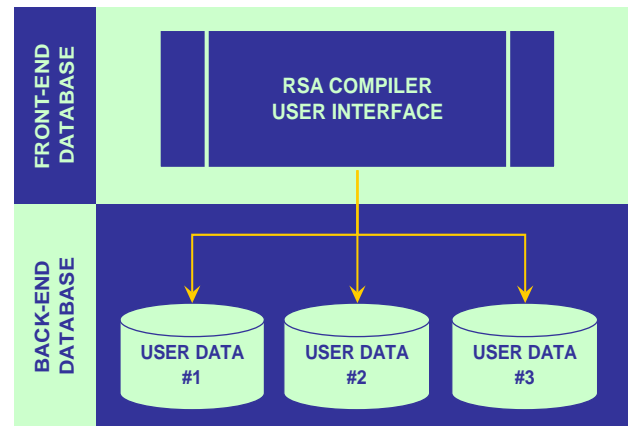 FRONT-END
DATABASE
RSA COMPILER
USER INTERFACE
BACK-END
DATABASE
USER DATA
#1
USER DATA
#2
USER DATA
#3